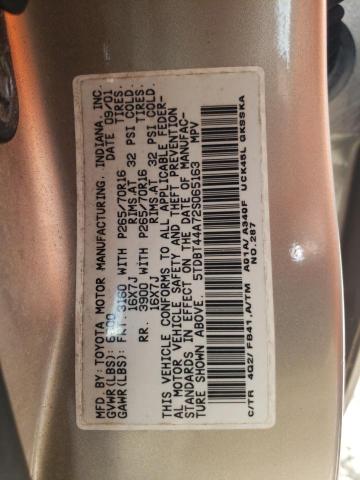 MFD.BY:TOYOTA MOTOR MANUFACTURING, INDIANA, INC.
GVWR(LBS): 6600 DATE 09/01
GAWR(LBS): FRT.3160 WITH P265/70R16 TIRES,
16X7J RIMS,AT 32 PSI COLD.
RR. 3900 WITH P265/70R16 TIRES,
16X7J RIMS,AT 32 PSI COLD.
THIS VEHICLE CONFORMS TO ALL APPLICABLE FEDER-
AL MOTOR VEHICLE SAFETY AND THEFT PREVENTION
STANDARDS IN EFFECT ON THE DATE OF MANUFAC-
TURE SHOWN ABOVE. 5TDBT44A72S065163 MPV
C/TR 4Q2/ FB41,A/TM A01A/ A340F UCK45L GKSSKA
NO.287